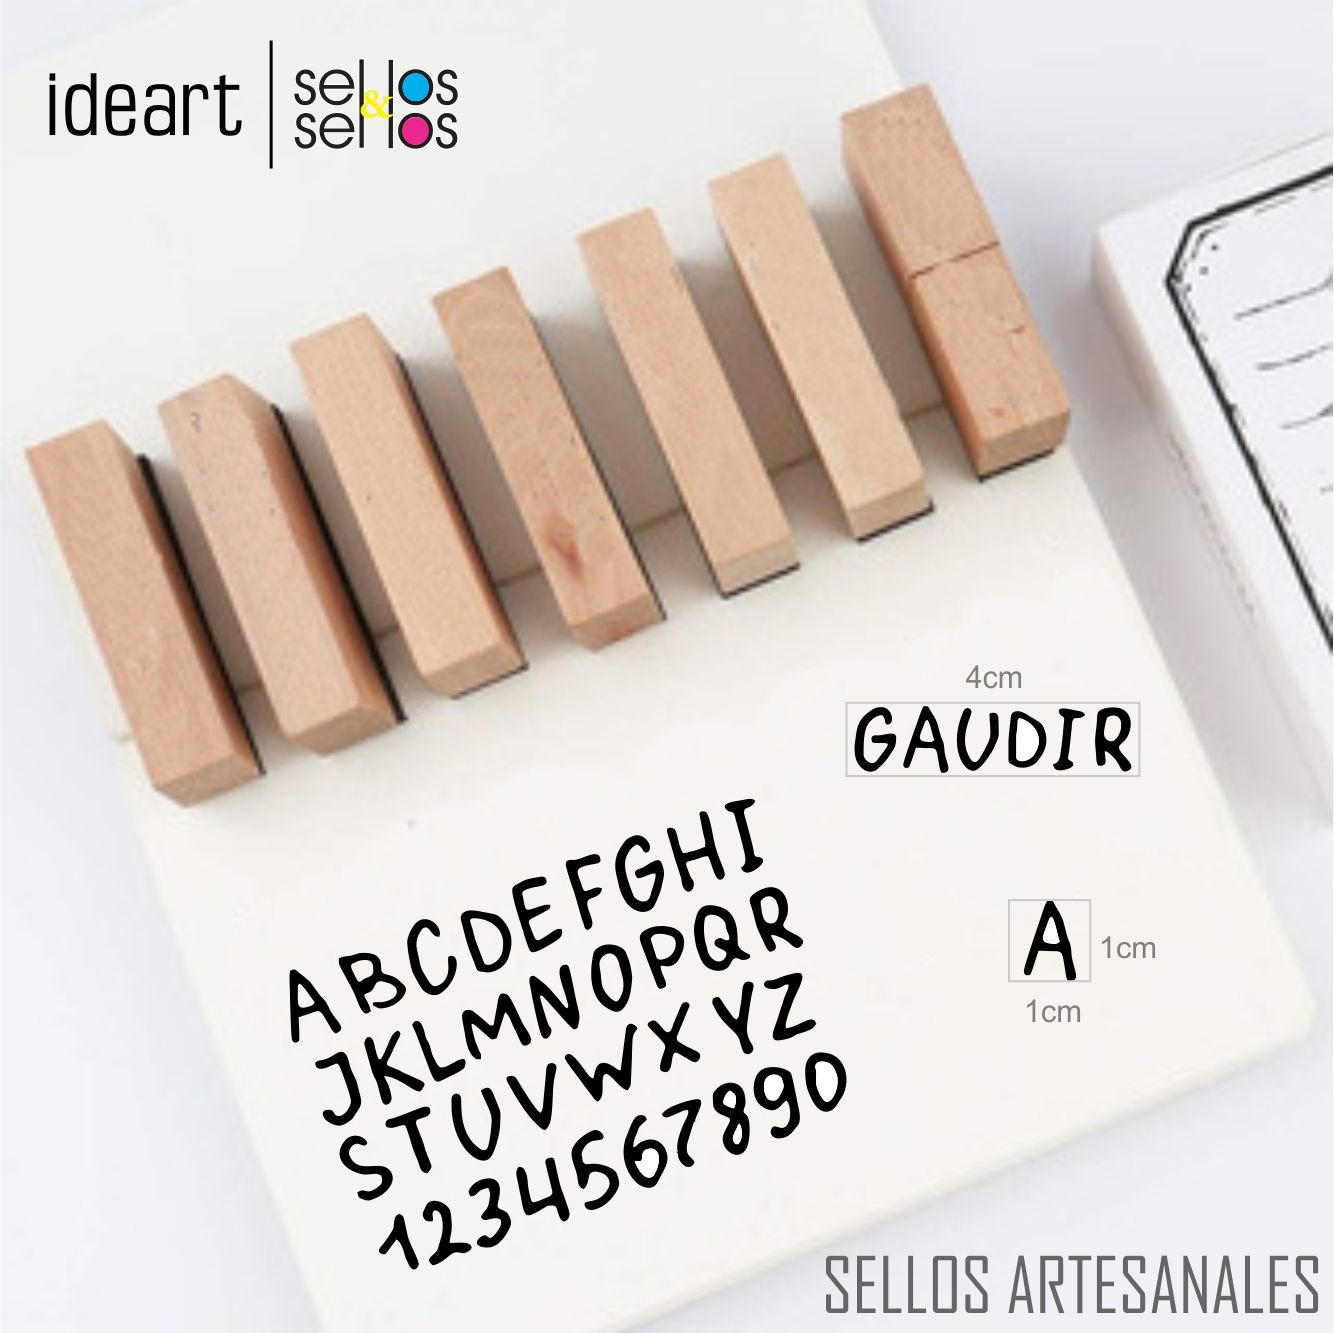 ideart
sellos
&
sellos
4cm
GAUDIR
ABCDEFGHI
JKLMNOPQR
STUVWXYZ
1234567890
A
1cm
1cm
SELLOS ARTESANALES